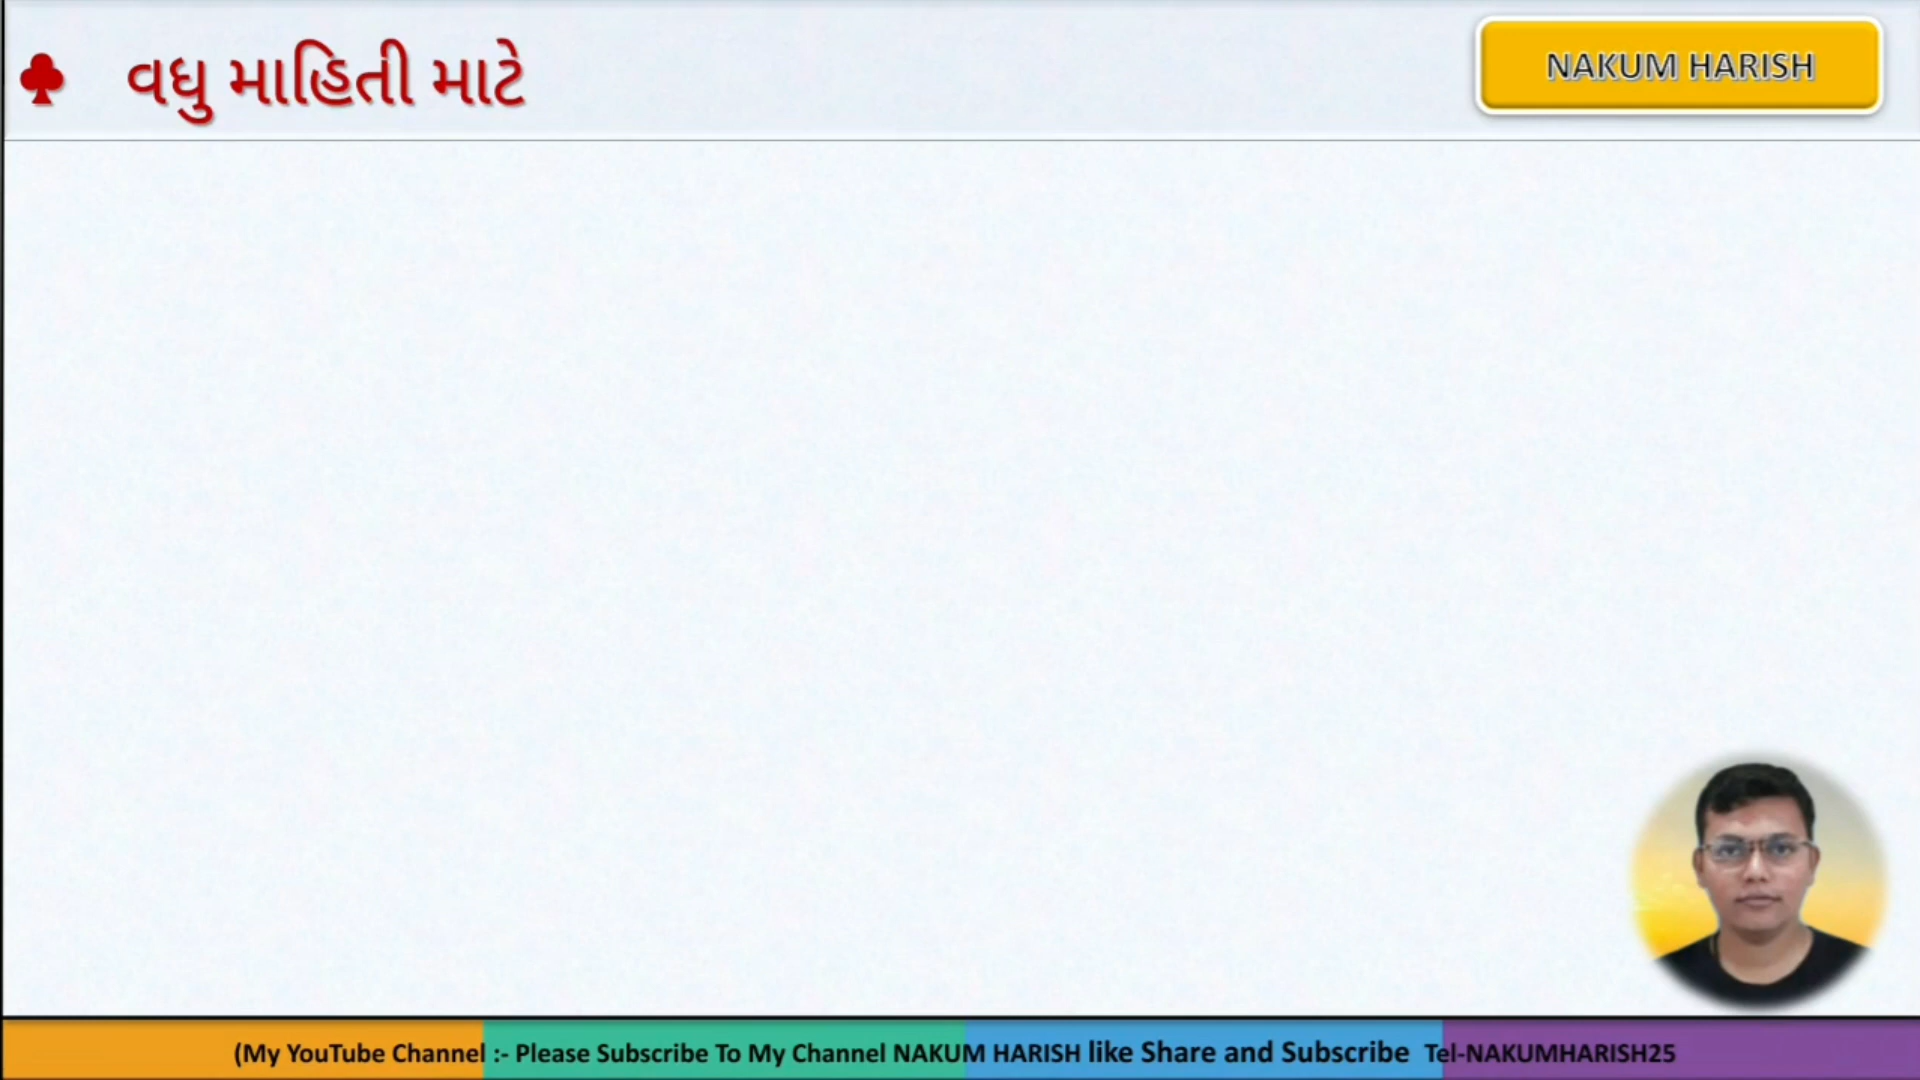 ♣ વધુ માહિતી માટે
NAKUM HARISH
(My YouTube Channel :- Please Subscribe To My Channel NAKUM HARISH like Share and Subscribe Tel-NAKUMHARISH25